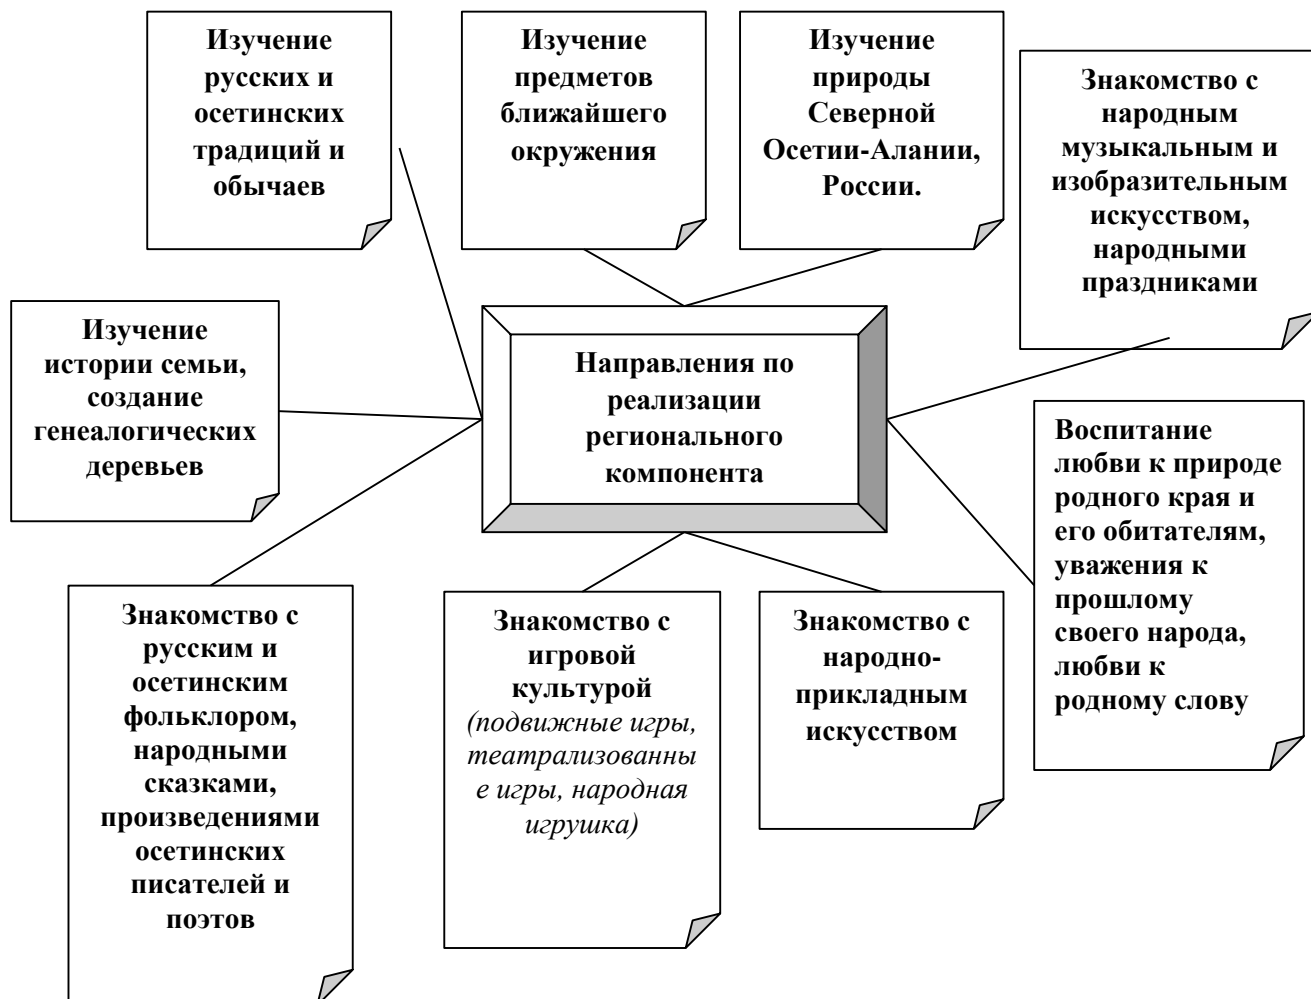 Изучение
русских и
осетинских
традиций и
обычаев
Изучение
предметов
ближайшего
окружения
Изучение
природы
Северной
Осетии-Алании,
России.
Знакомство с
народным
музыкальным и
изобразительным
искусством,
народными
праздниками
Изучение
истории семьи,
создание
генеалогических
деревьев
Направления по
реализации
регионального
компонента
Воспитание
любви к природе
родного края и
его обитателям,
уважения к
прошлому
своего народа,
любви к
родному слову
Знакомство с
русским и
осетинским
фольклором,
народными
сказками,
произведениями
осетинских
писателей и
поэтов
Знакомство с
игровой
культурой
(подвижные игры,
театрализованны
е игры, народная
игрушка)
Знакомство с
народно-
прикладным
искусством